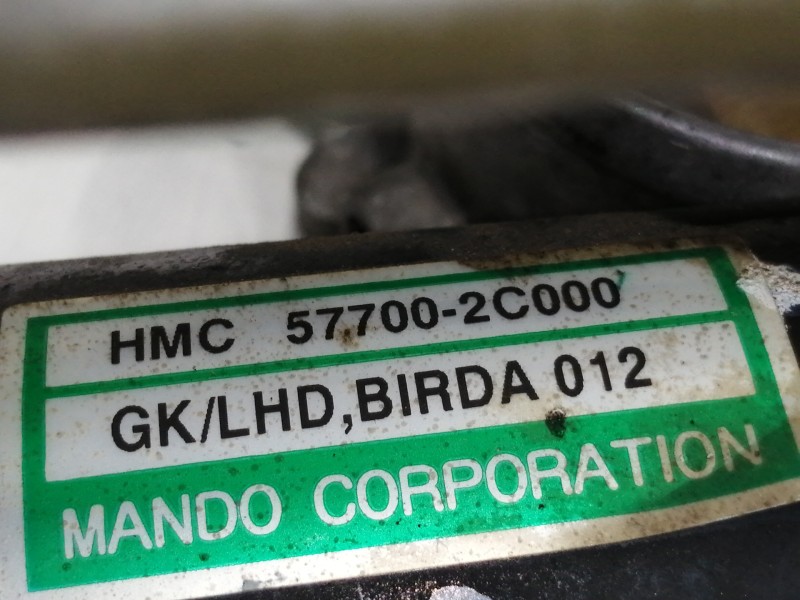 HMC 57700-2C000
GK/LHD,BIRDA 012
MANDO CORPORATION